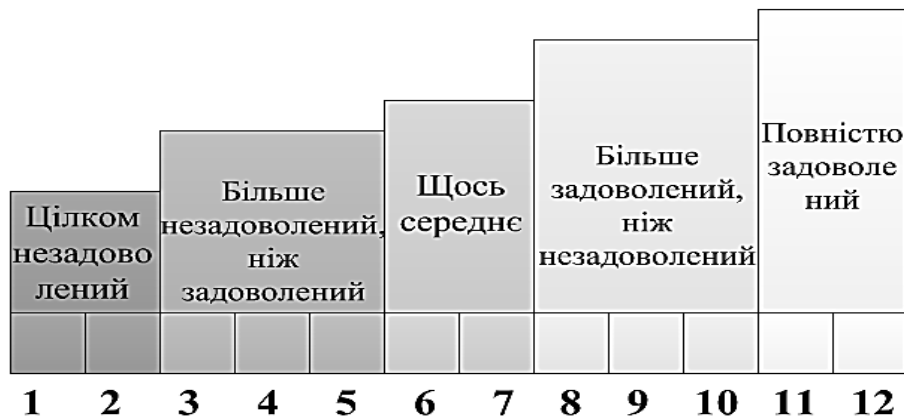 Цілком
незадово
лений
Більше
незадоволений,
ніж
задоволений
Щось
середнє
Більше
задоволений,
ніж
незадоволений
Повністю
задоволе
ний
1 2 3 4 5 6 7 8 9 10 11 12